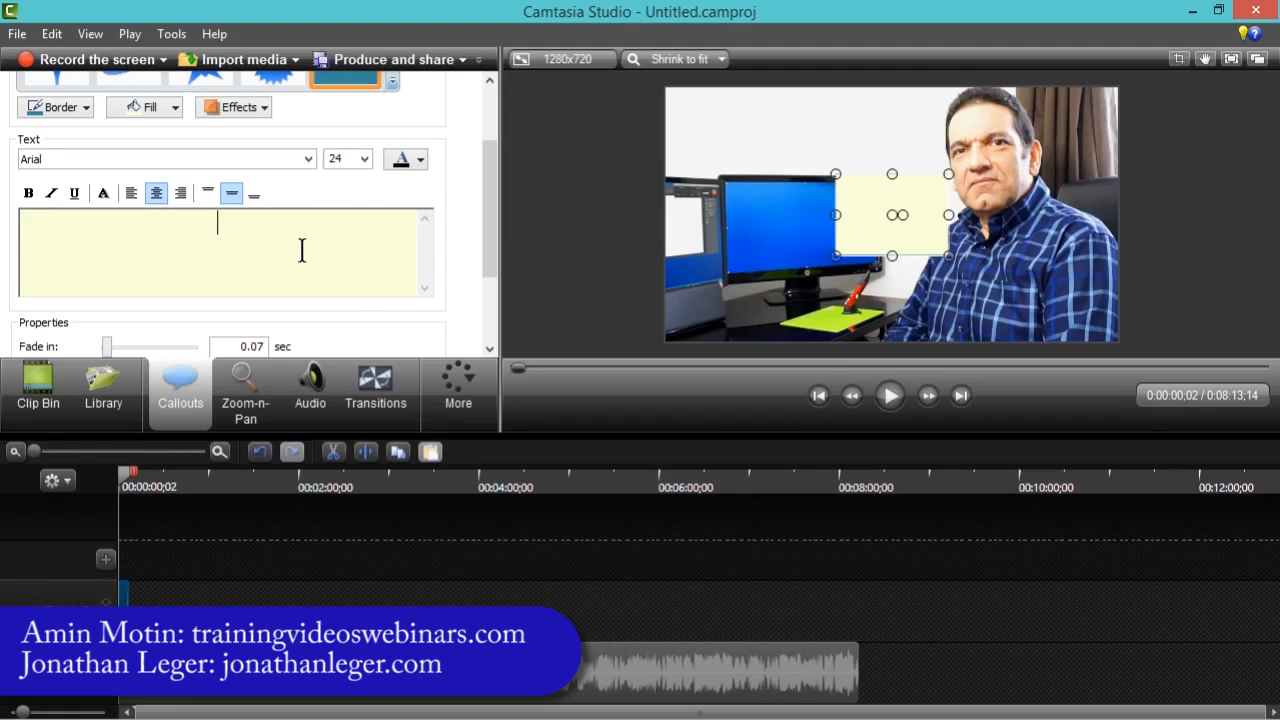 Camtasia Studio - Untitled.camproj
File Edit View Play Tools Help
Record the screen Import media Produce and share
1280x720 Shrink to fit
Border Fill Effects
Text
Arial 24 A
B I U A
Properties
Fade in: 0.07 sec
Clip Bin Library Callouts Zoom-n-Pan Audio Transitions More
0:00:00;02 / 0:08:13;14
00:00:00;02 00:02:00;00 00:04:00;00 00:06:00;00 00:08:00;00 00:10:00;00 00:12:00;00
Amin Motin: trainingvideoswebinars.com
Jonathan Leger: jonathanleger.com